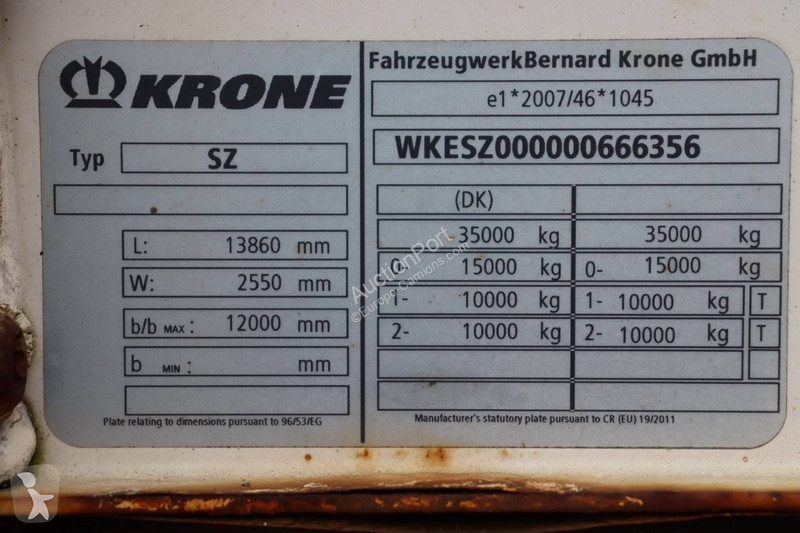 KRONE
Typ SZ
L: 13860 mm
W: 2550 mm
b/b MAX : 12000 mm
b MIN : mm
Plate relating to dimensions pursuant to 96/53/EG
FahrzeugwerkBernard Krone GmbH
e1*2007/46*1045
WKESZ000000666356
(DK)
35000 kg 35000 kg
0- 15000 kg 0- 15000 kg
1- 10000 kg 1- 10000 kg T
2- 10000 kg 2- 10000 kg T
Manufacturer's statutory plate pursuant to CR (EU) 19/2011
AuctionPort
©Europe-Camions.com